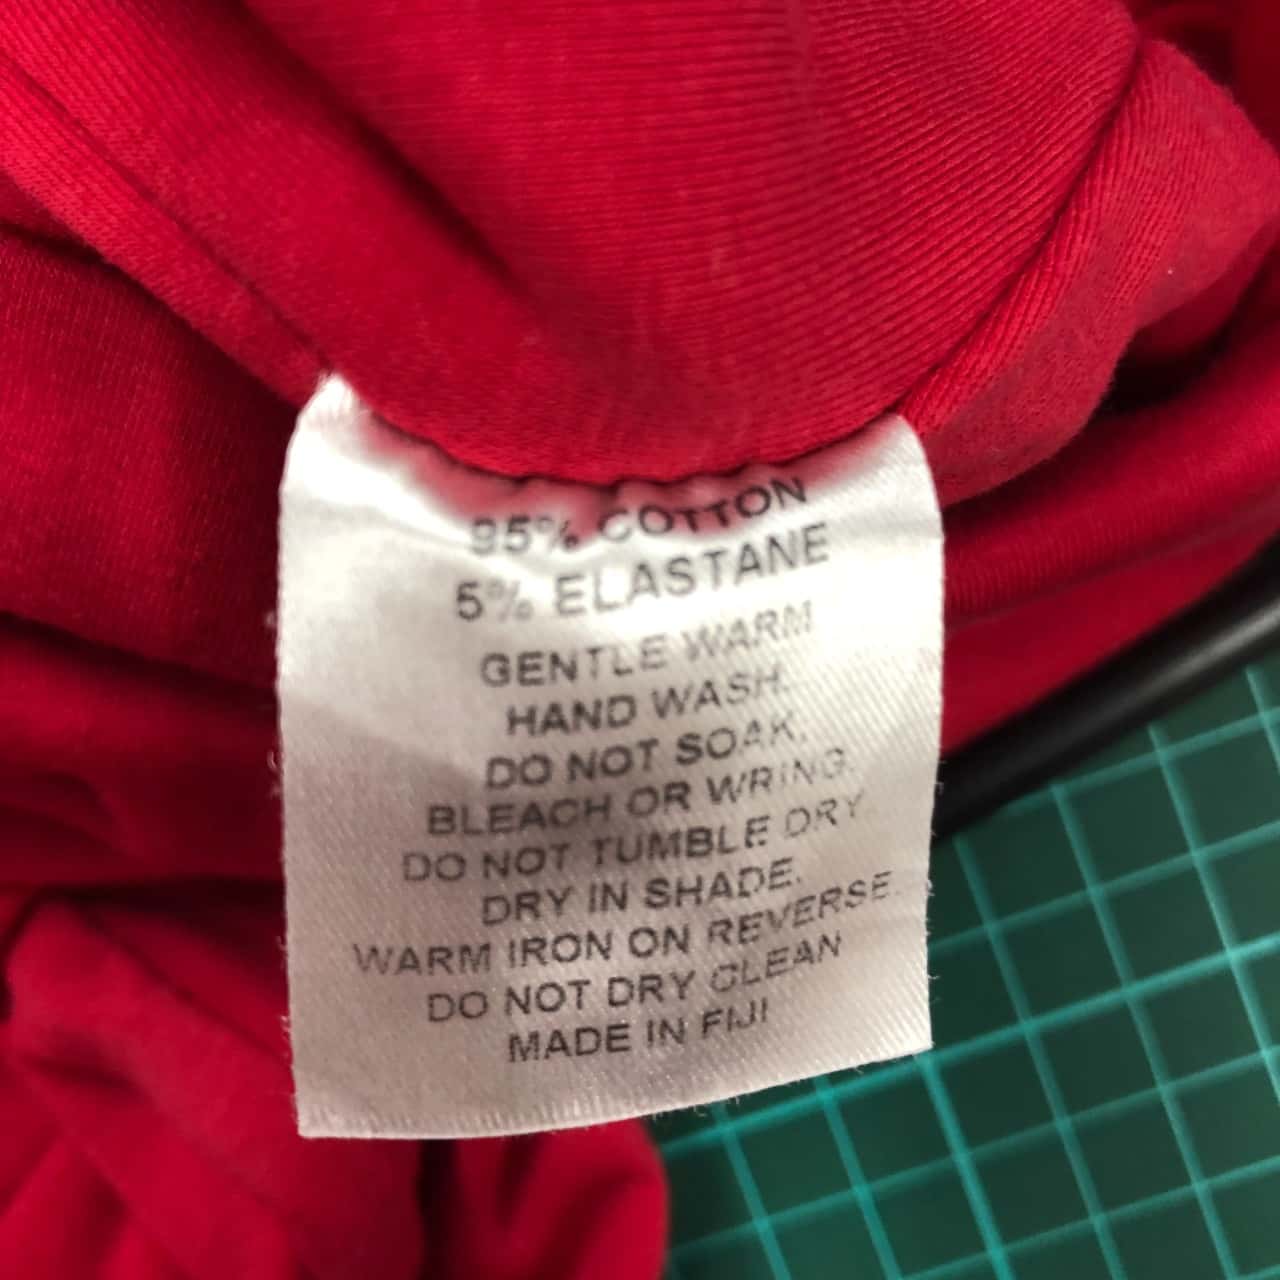 95% COTTON
5% ELASTANE
GENTLE WARM
HAND WASH.
DO NOT SOAK,
BLEACH OR WRING.
DO NOT TUMBLE DRY.
DRY IN SHADE.
WARM IRON ON REVERSE.
DO NOT DRY CLEAN
MADE IN FIJI